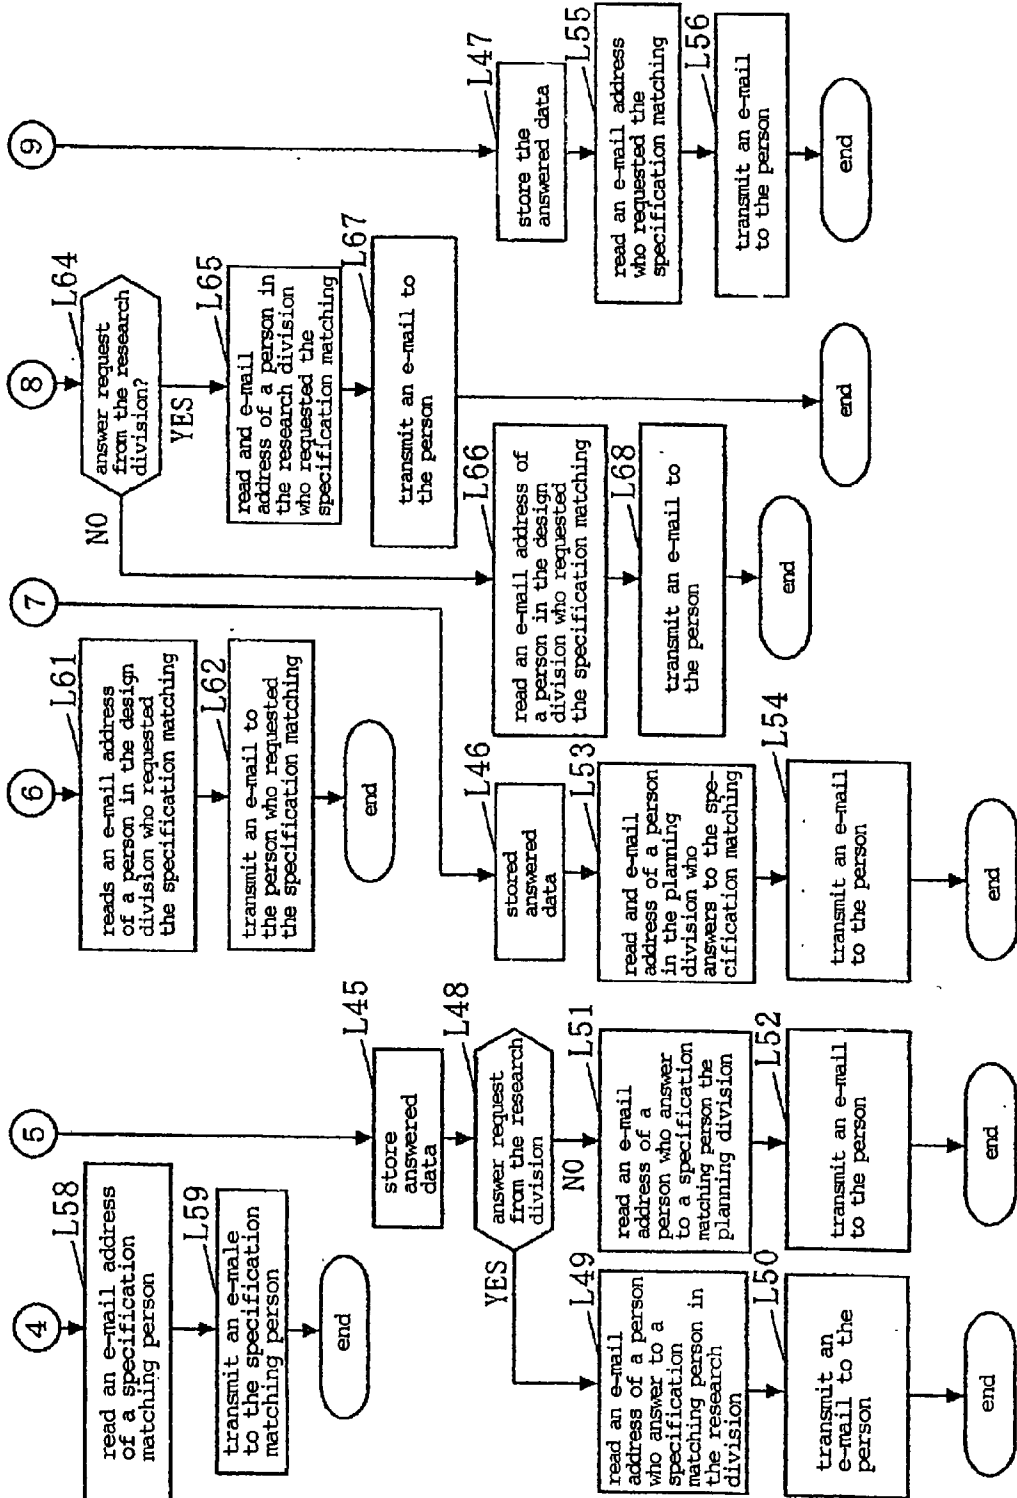 4
L58
read an e-mail address
of a specification
matching person
L59
transmit an e-male
to the specification
matching person
end
5
L45
store
answered
data
L48
answer request
from the research
division
YES
NO
L49
read an e-mail
address of a person
who answer to a
specification
matching person in
the research
division
L50
transmit an
e-mail to the
person
end
L51
read an e-mail
address of a
person who answer
to a specification
matching person the
planning division
L52
transmit an e-mail
to the person
end
6
L61
reads an e-mail address
of a person in the design
division who requested
the specification matching
L62
transmit an e-mail to
the person who requested
the specification matching
end
7
L46
stored
answered
data
L53
read and e-mail
address of a person
in the planning
division who
answers to the spe-
cification matching
L54
transmit an e-mail
to the person
end
8
L64
answer request
from the research
division?
NO
YES
L65
read and e-mail
address of a person in
the research division
who requested the
specification matching
L67
transmit an e-mail to
the person
end
L66
read an e-mail address of
a person in the design
division who requested
the specification matching
L68
transmit an e-mail to
the person
end
9
L47
store the
answered data
L55
read an e-mail address
who requested the
specification matching
L56
transmit an e-mail
to the person
end